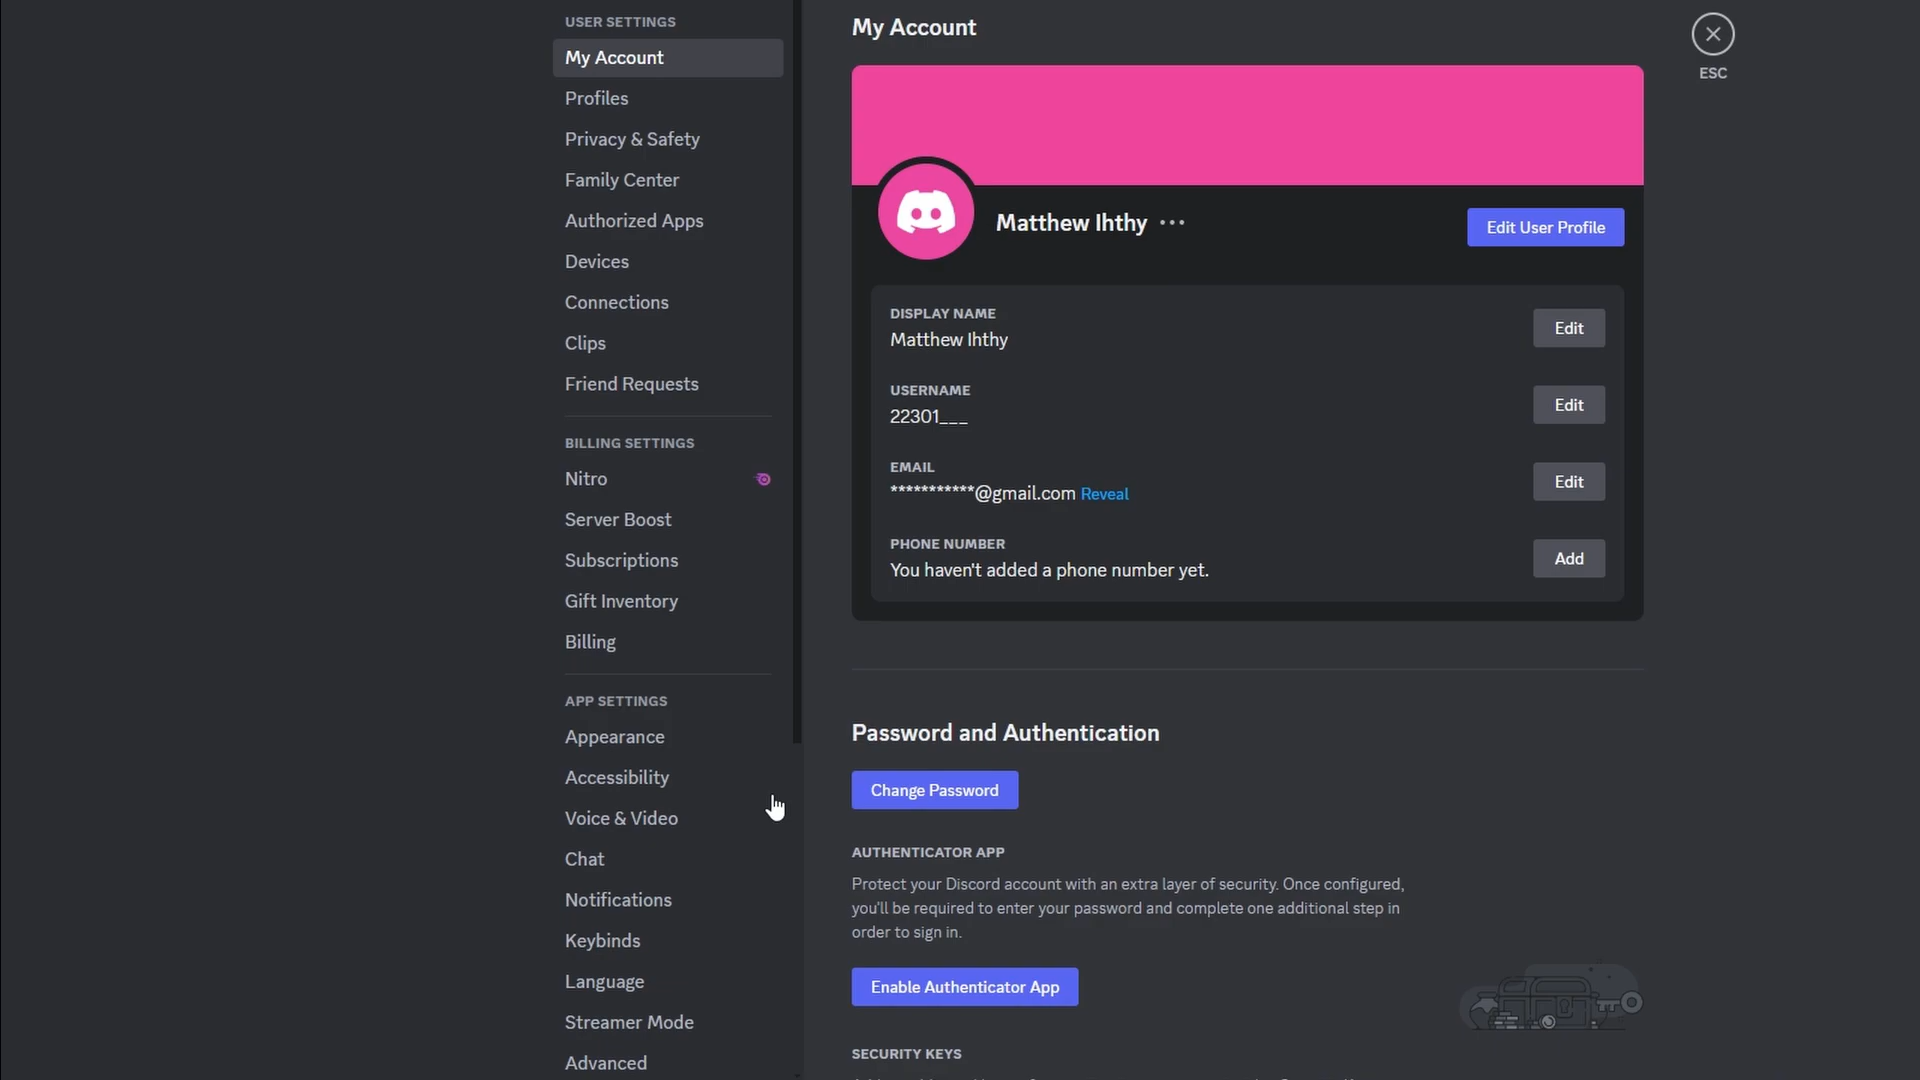 USER SETTINGS
My Account
Profiles
Privacy & Safety
Family Center
Authorized Apps
Devices
Connections
Clips
Friend Requests
BILLING SETTINGS
Nitro
Server Boost
Subscriptions
Gift Inventory
Billing
APP SETTINGS
Appearance
Accessibility
Voice & Video
Chat
Notifications
Keybinds
Language
Streamer Mode
Advanced
My Account
ESC
Matthew Ihthy
Edit User Profile
DISPLAY NAME
Matthew Ihthy
Edit
USERNAME
22301___
Edit
EMAIL
***********@gmail.com Reveal
Edit
PHONE NUMBER
You haven't added a phone number yet.
Add
Password and Authentication
Change Password
AUTHENTICATOR APP
Protect your Discord account with an extra layer of security. Once configured,
you'll be required to enter your password and complete one additional step in
order to sign in.
Enable Authenticator App
SECURITY KEYS